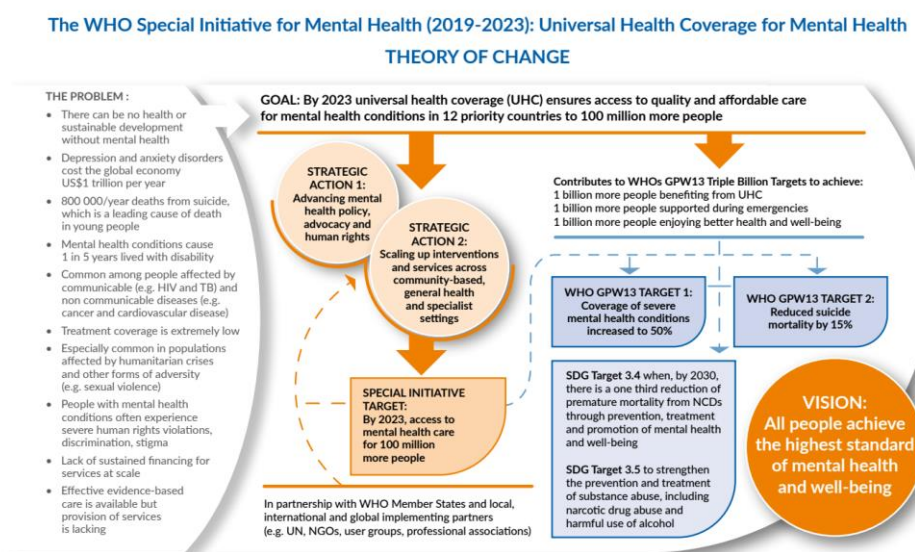 The WHO Special Initiative for Mental Health (2019-2023): Universal Health Coverage for Mental Health
THEORY OF CHANGE
THE PROBLEM :
• There can be no health or
sustainable development
without mental health
• Depression and anxiety disorders
cost the global economy
US$1 trillion per year
• 800 000/year deaths from suicide,
which is a leading cause of death
in young people
• Mental health conditions cause
1 in 5 years lived with disability
• Common among people affected by
communicable (e.g. HIV and TB) and
non communicable diseases (e.g.
cancer and cardiovascular disease)
• Treatment coverage is extremely low
• Especially common in populations
affected by humanitarian crises
and other forms of adversity
(e.g. sexual violence)
• People with mental health
conditions often experience
severe human rights violations,
discrimination, stigma
• Lack of sustained financing for
services at scale
• Effective evidence-based
care is available but
provision of services
is lacking
GOAL: By 2023 universal health coverage (UHC) ensures access to quality and affordable care
for mental health conditions in 12 priority countries to 100 million more people
STRATEGIC
ACTION 1:
Advancing mental
health policy,
advocacy and
human rights
STRATEGIC
ACTION 2:
Scaling up interventions
and services across
community-based,
general health
and specialist
settings
SPECIAL INITIATIVE
TARGET:
By 2023, access to
mental health care
for 100 million
more people
In partnership with WHO Member States and local,
international and global implementing partners
(e.g. UN, NGOs, user groups, professional associations)
Contributes to WHOs GPW13 Triple Billion Targets to achieve:
1 billion more people benefiting from UHC
1 billion more people supported during emergencies
1 billion more people enjoying better health and well-being
WHO GPW13 TARGET 1:
Coverage of severe
mental health conditions
increased to 50%
WHO GPW13 TARGET 2:
Reduced suicide
mortality by 15%
SDG Target 3.4 when, by 2030,
there is a one third reduction of
premature mortality from NCDs
through prevention, treatment
and promotion of mental health
and well-being
SDG Target 3.5 to strengthen
the prevention and treatment
of substance abuse, including
narcotic drug abuse and
harmful use of alcohol
VISION:
All people achieve
the highest standard
of mental health
and well-being